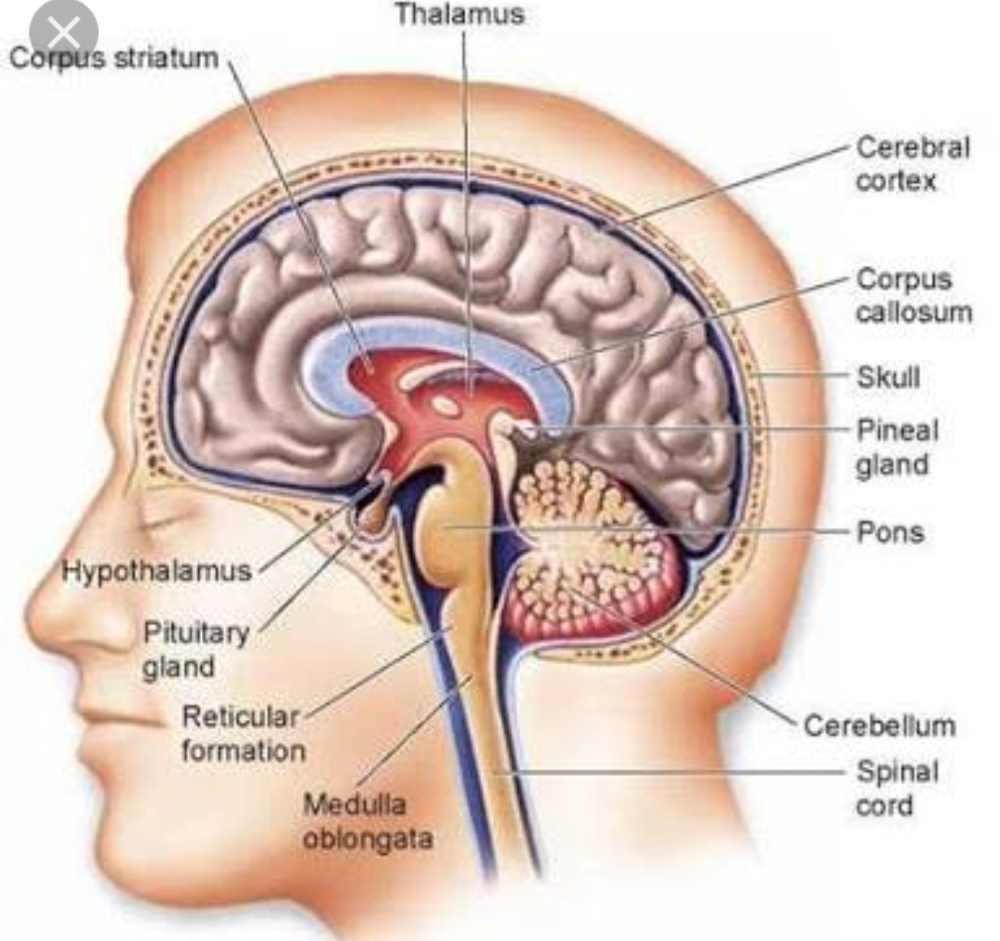 Thalamus
Corpus striatum
Cerebral
cortex
Corpus
callosum
Skull
Pineal
gland
Pons
Hypothalamus
Pituitary
gland
Reticular
formation
Medulla
oblongata
Cerebellum
Spinal
cord